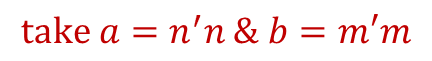 take a = n′n & b = m′m